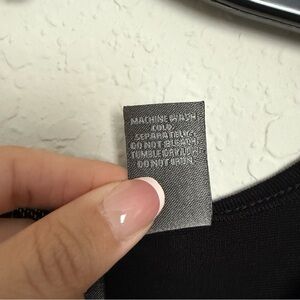 MACHINE WASH
COLD.
SEPARATELY.
DO NOT BLEACH.
TUMBLE DRY LOW.
DO NOT IRON.